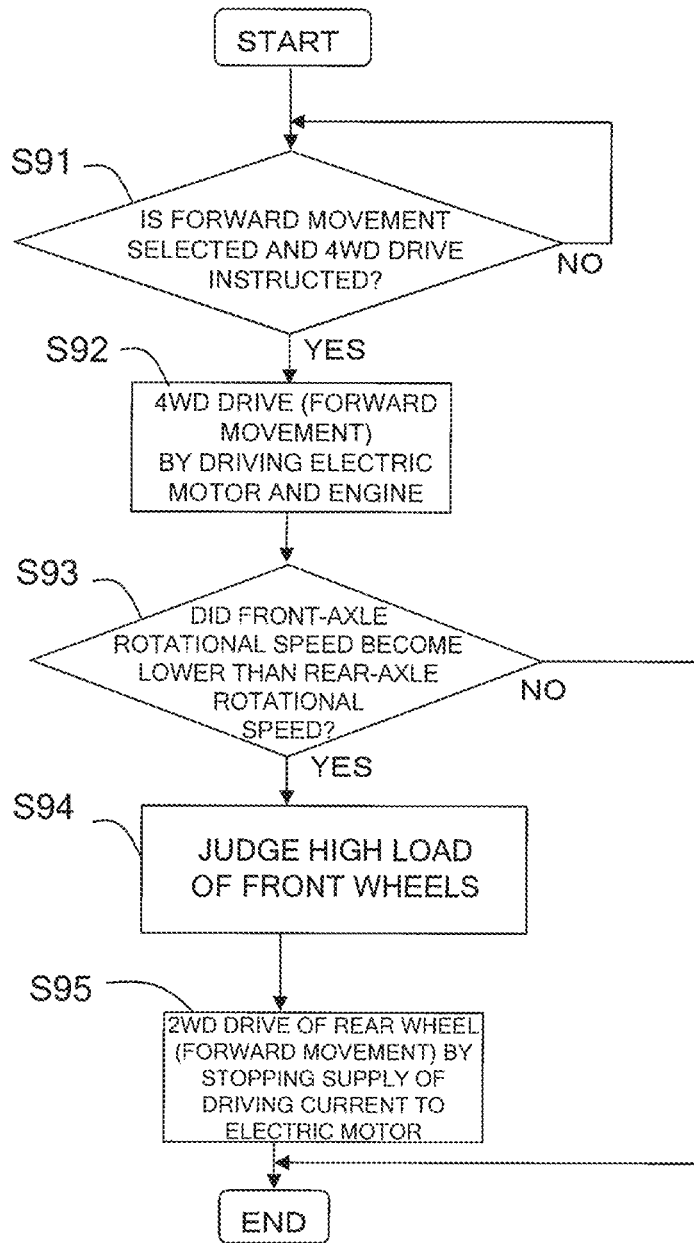 START
S91
IS FORWARD MOVEMENT
SELECTED AND 4WD DRIVE
INSTRUCTED?
NO
YES
S92
4WD DRIVE (FORWARD
MOVEMENT)
BY DRIVING ELECTRIC
MOTOR AND ENGINE
S93
DID FRONT-AXLE
ROTATIONAL SPEED BECOME
LOWER THAN REAR-AXLE
ROTATIONAL
SPEED?
NO
YES
S94
JUDGE HIGH LOAD
OF FRONT WHEELS
S95
2WD DRIVE OF REAR WHEEL
(FORWARD MOVEMENT) BY
STOPPING SUPPLY OF
DRIVING CURRENT TO
ELECTRIC MOTOR
END